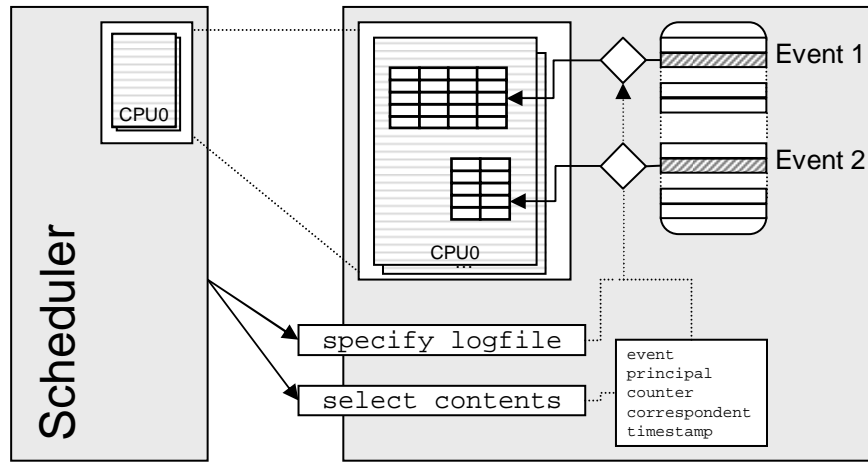 Scheduler
CPU0
CPU0
...
Event 1
Event 2
specify logfile
select contents
event
principal
counter
correspondent
timestamp